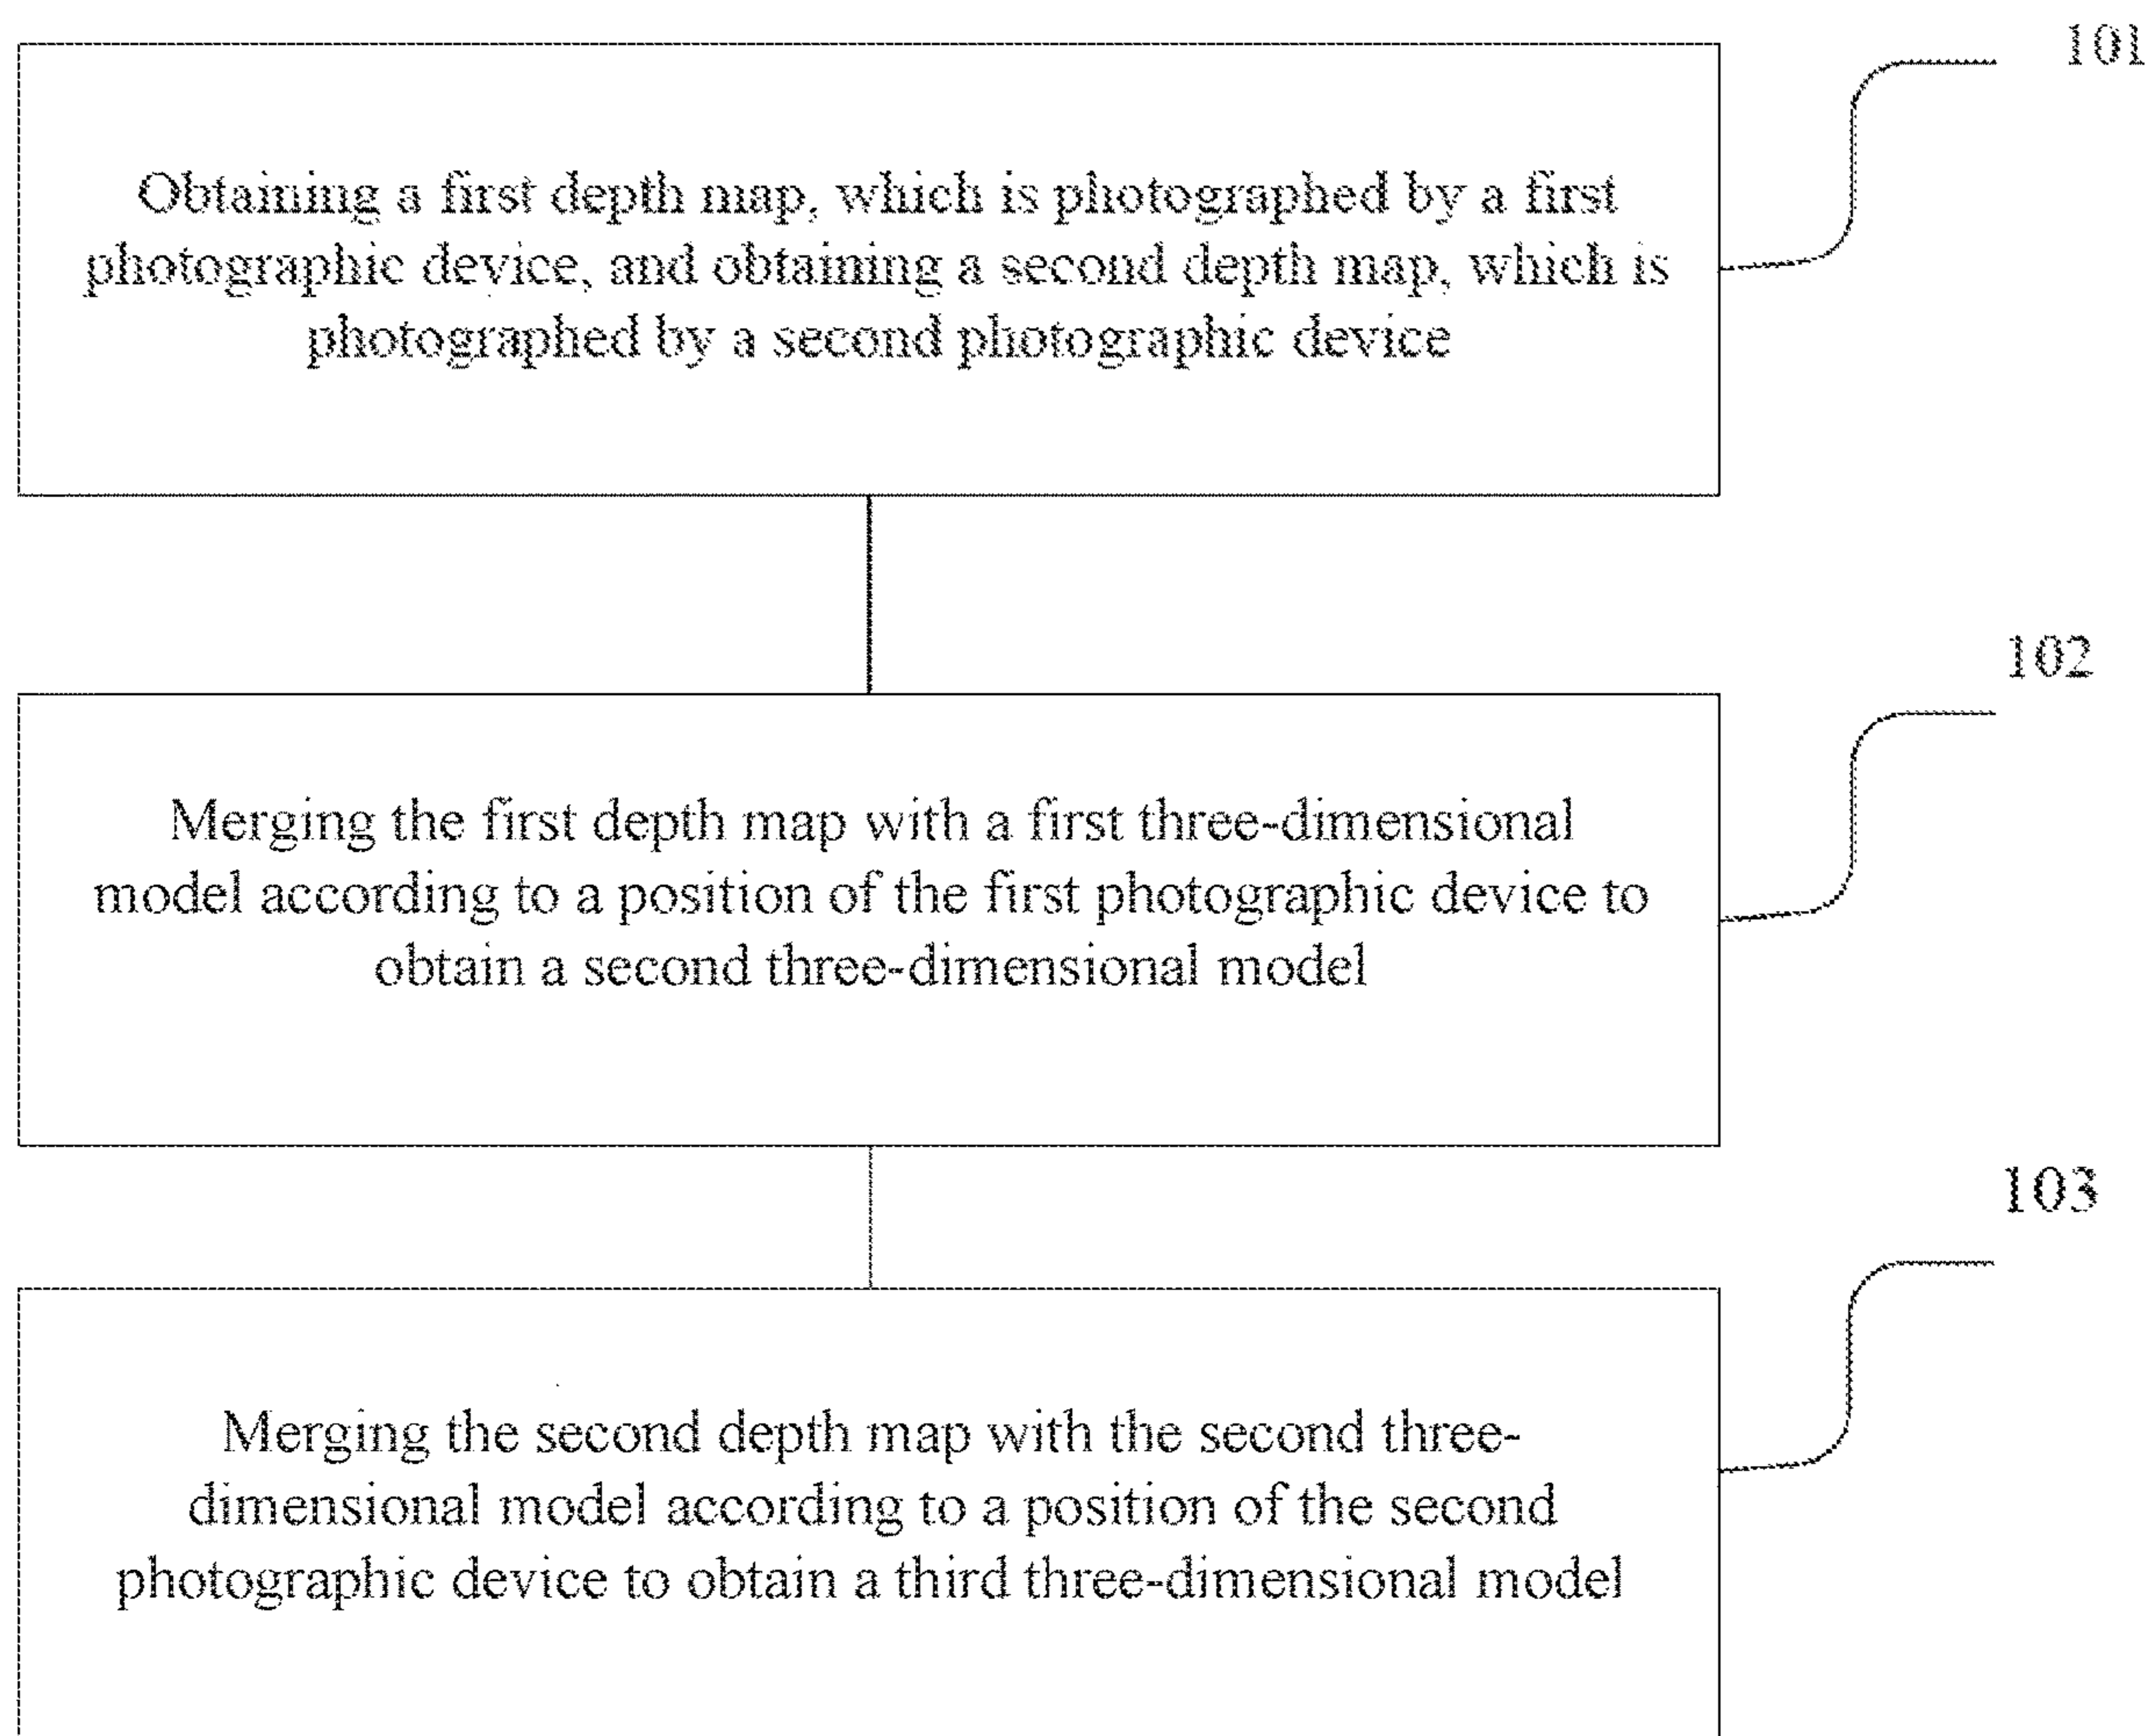 101
Obtaining a first depth map, which is photographed by a first
photographic device, and obtaining a second depth map, which is
photographed by a second photographic device
102
Merging the first depth map with a first three-dimensional
model according to a position of the first photographic device to
obtain a second three-dimensional model
103
Merging the second depth map with the second three-
dimensional model according to a position of the second
photographic device to obtain a third three-dimensional model